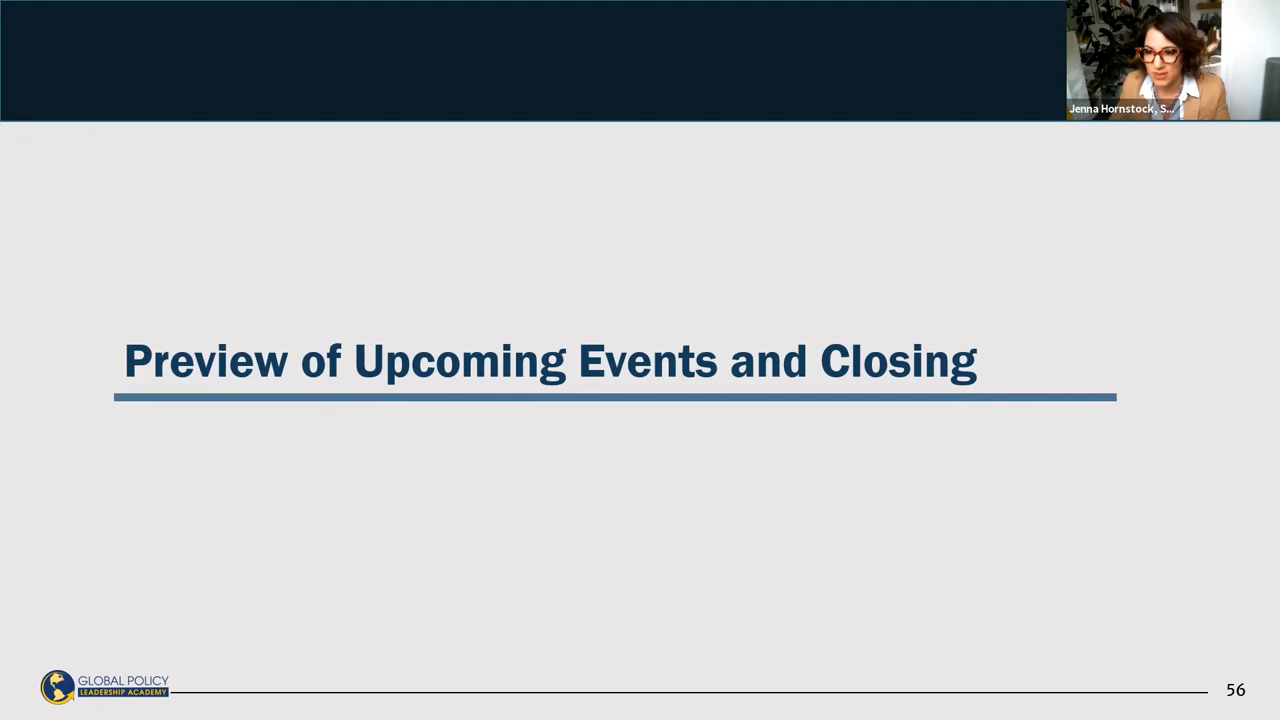 Jenna Hornstock, S...
Preview of Upcoming Events and Closing
GLOBAL POLICY
LEADERSHIP ACADEMY
56